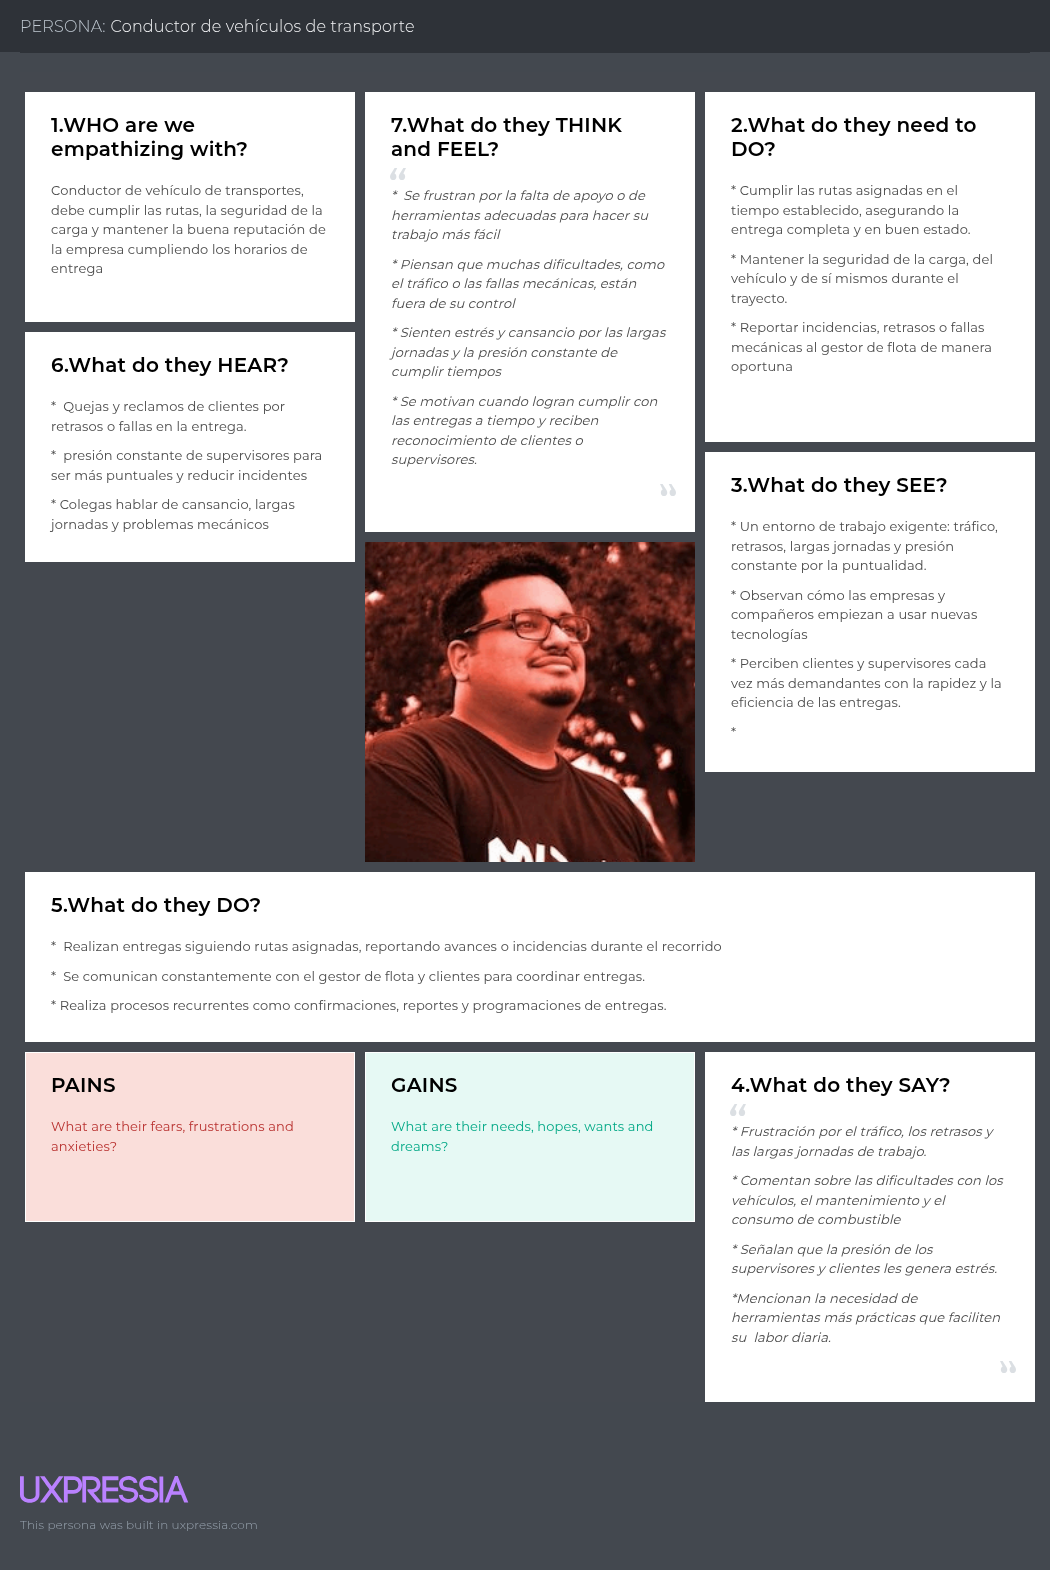 PERSONA: Conductor de vehículos de transporte
1.WHO are we
empathizing with?
Conductor de vehículo de transportes,
debe cumplir las rutas, la seguridad de la
carga y mantener la buena reputación de
la empresa cumpliendo los horarios de
entrega
6.What do they HEAR?
* Quejas y reclamos de clientes por
retrasos o fallas en la entrega.
* presión constante de supervisores para
ser más puntuales y reducir incidentes
* Colegas hablar de cansancio, largas
jornadas y problemas mecánicos
7.What do they THINK
and FEEL?
“
* Se frustran por la falta de apoyo o de
herramientas adecuadas para hacer su
trabajo más fácil
* Piensan que muchas dificultades, como
el tráfico o las fallas mecánicas, están
fuera de su control
* Sienten estrés y cansancio por las largas
jornadas y la presión constante de
cumplir tiempos
* Se motivan cuando logran cumplir con
las entregas a tiempo y reciben
reconocimiento de clientes o
supervisores.
”
2.What do they need to
DO?
* Cumplir las rutas asignadas en el
tiempo establecido, asegurando la
entrega completa y en buen estado.
* Mantener la seguridad de la carga, del
vehículo y de sí mismos durante el
trayecto.
* Reportar incidencias, retrasos o fallas
mecánicas al gestor de flota de manera
oportuna
3.What do they SEE?
* Un entorno de trabajo exigente: tráfico,
retrasos, largas jornadas y presión
constante por la puntualidad.
* Observan cómo las empresas y
compañeros empiezan a usar nuevas
tecnologías
* Perciben clientes y supervisores cada
vez más demandantes con la rapidez y la
eficiencia de las entregas.
*
5.What do they DO?
* Realizan entregas siguiendo rutas asignadas, reportando avances o incidencias durante el recorrido
* Se comunican constantemente con el gestor de flota y clientes para coordinar entregas.
* Realiza procesos recurrentes como confirmaciones, reportes y programaciones de entregas.
PAINS
What are their fears, frustrations and
anxieties?
GAINS
What are their needs, hopes, wants and
dreams?
4.What do they SAY?
“
* Frustración por el tráfico, los retrasos y
las largas jornadas de trabajo.
* Comentan sobre las dificultades con los
vehículos, el mantenimiento y el
consumo de combustible
* Señalan que la presión de los
supervisores y clientes les genera estrés.
*Mencionan la necesidad de
herramientas más prácticas que faciliten
su labor diaria.
”
UXPRESSIA
This persona was built in uxpressia.com